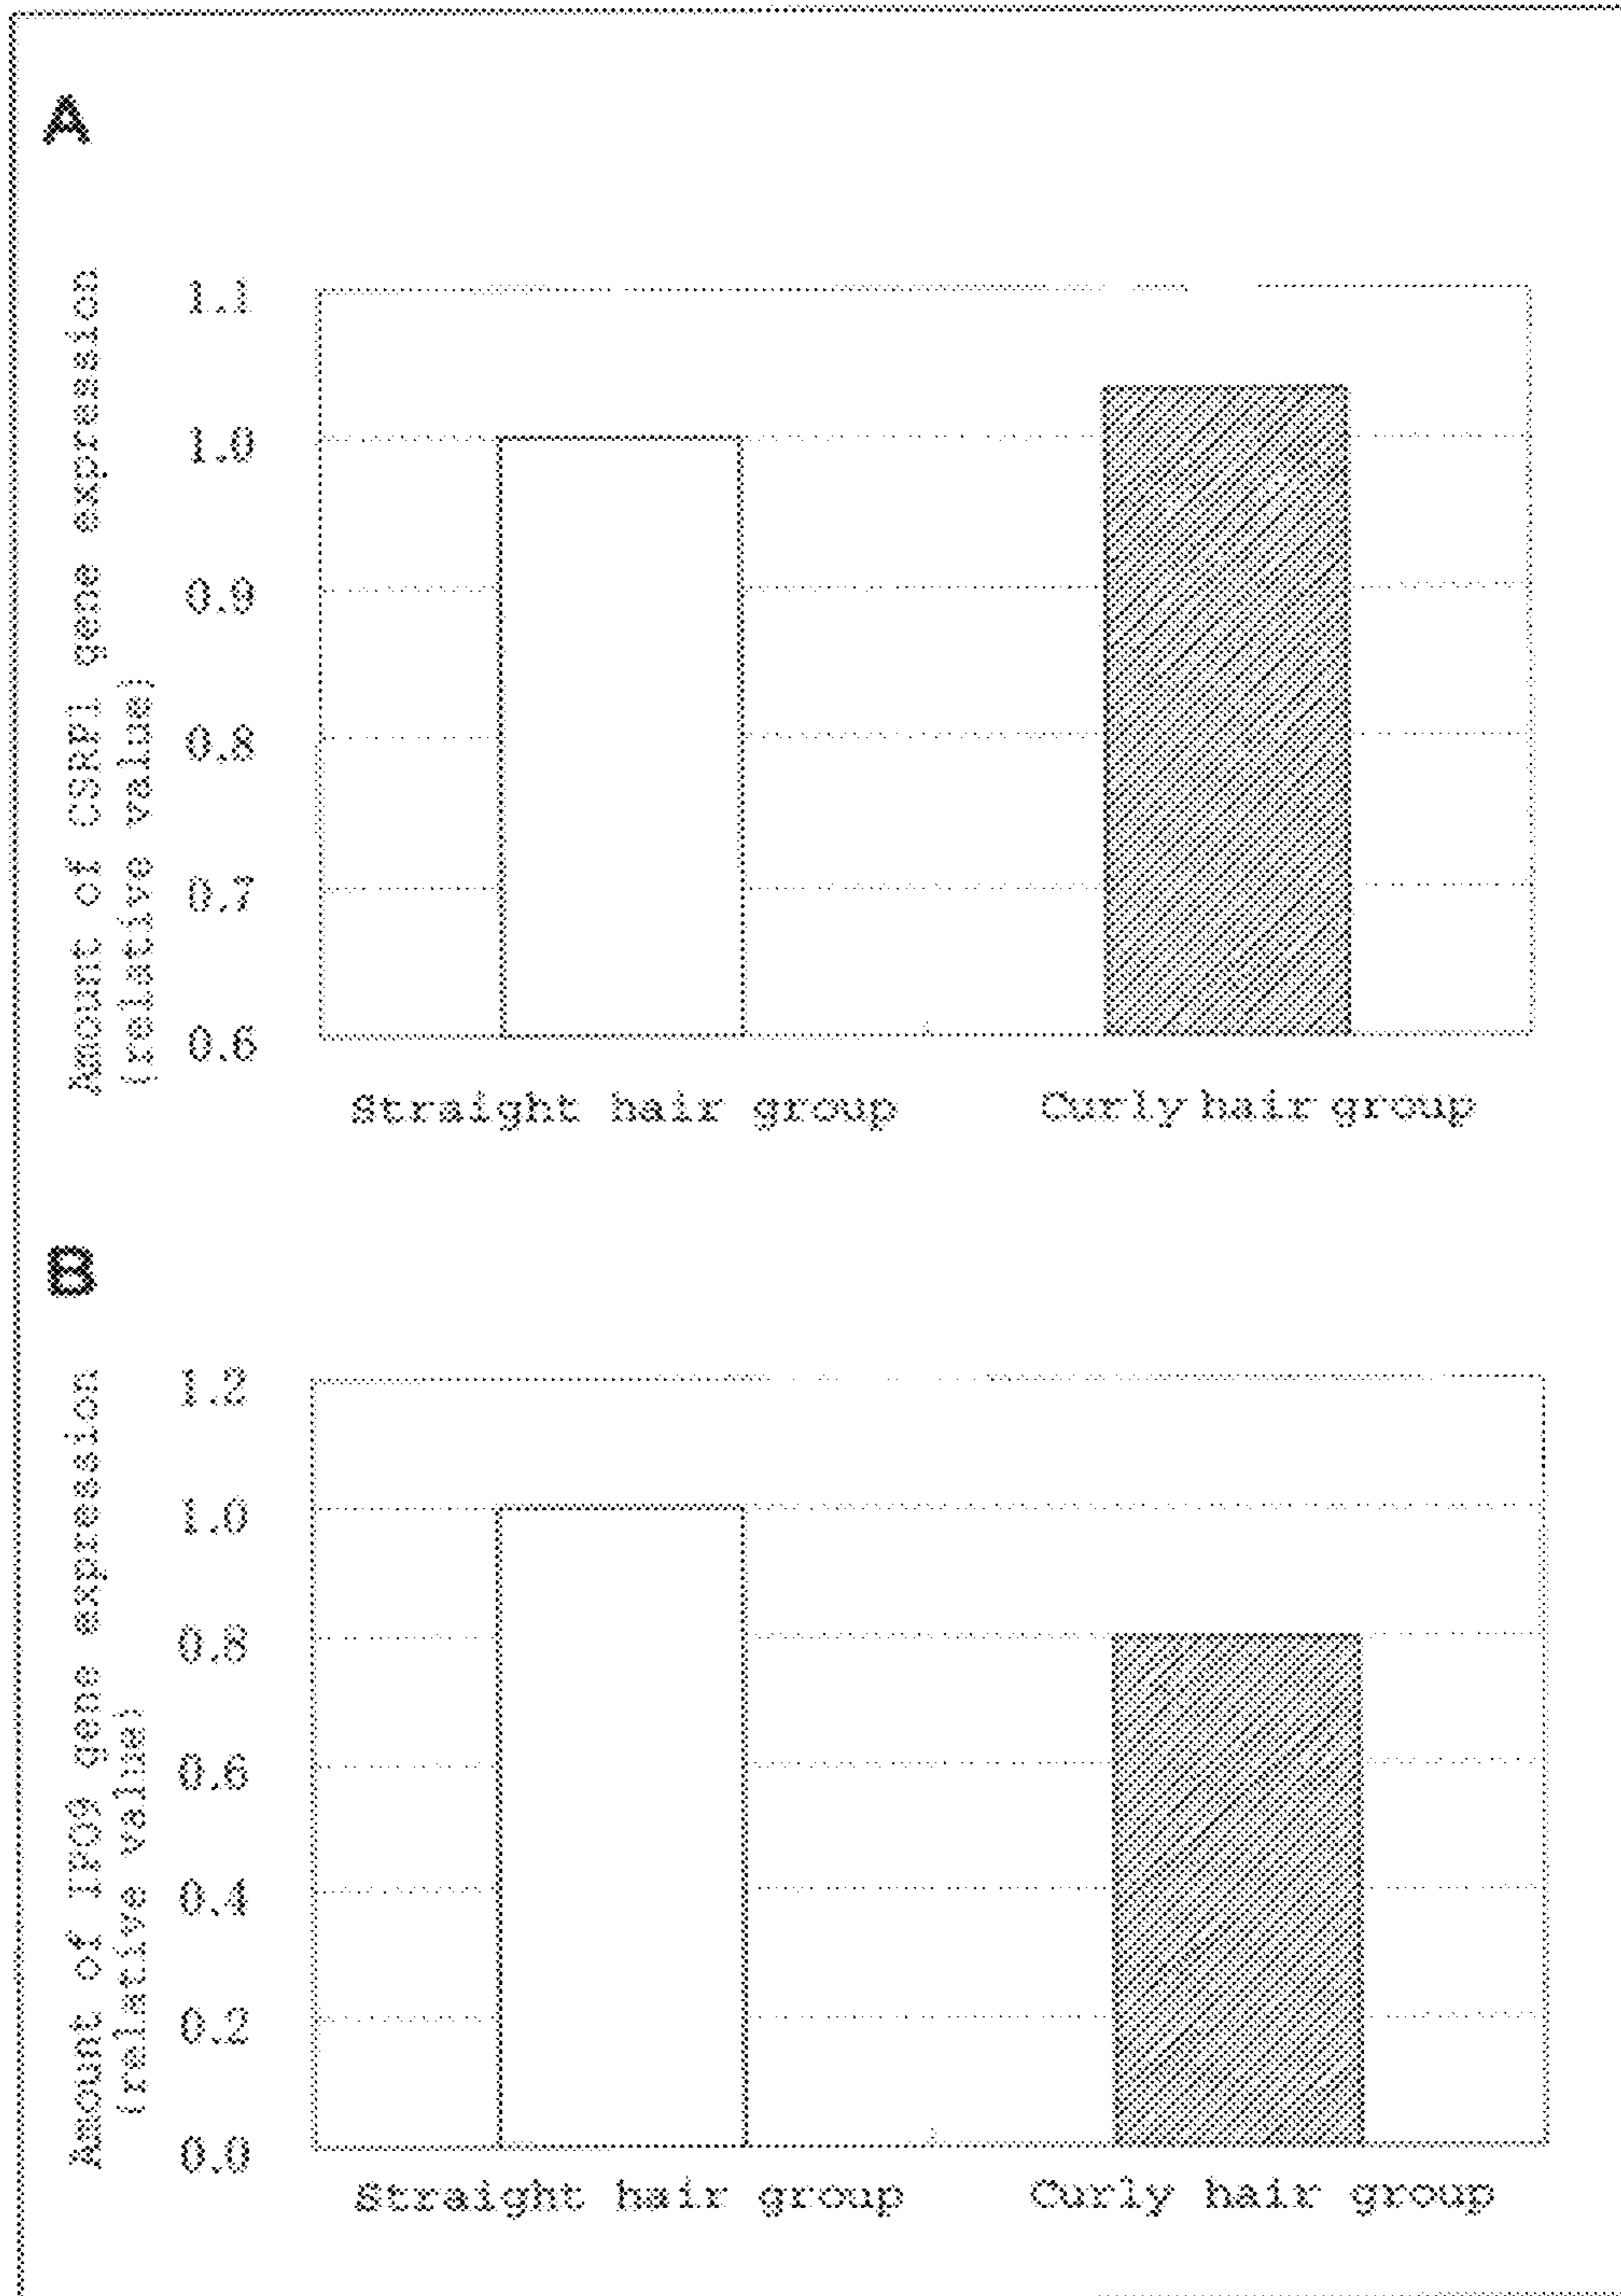 A
Amount of CSRP1 gene expression
(relative value)
1.1
1.0
0.9
0.8
0.7
0.6
Straight hair group
Curly hair group
B
Amount of IPO9 gene expression
(relative value)
1.2
1.0
0.8
0.6
0.4
0.2
0.0
Straight hair group
Curly hair group